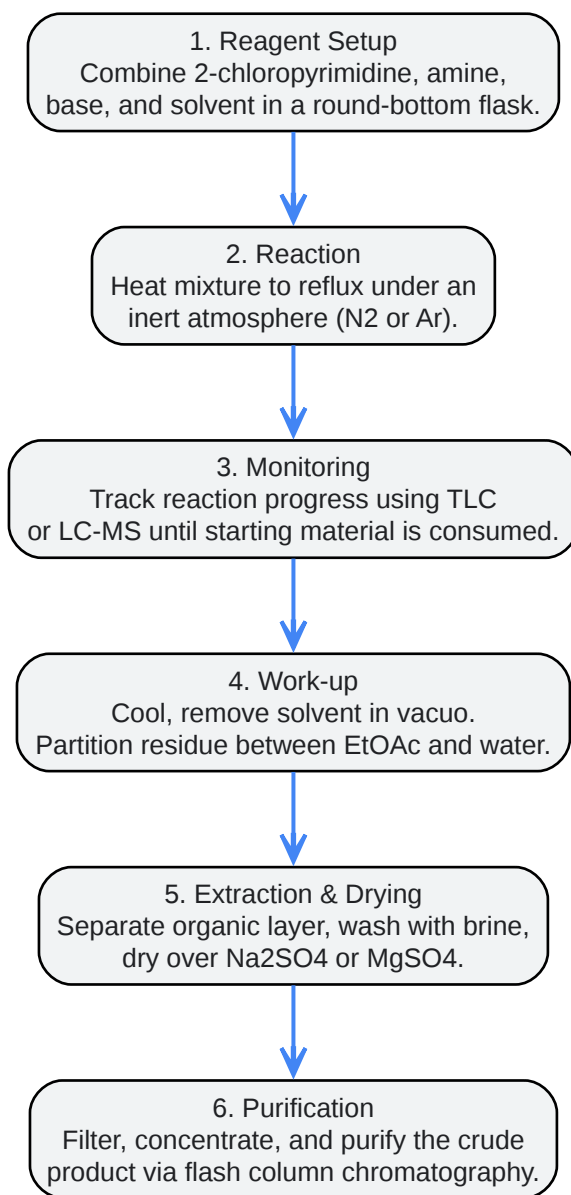 1. Reagent Setup
Combine 2-chloropyrimidine, amine,
base, and solvent in a round-bottom flask.
2. Reaction
Heat mixture to reflux under an
inert atmosphere (N2 or Ar).
3. Monitoring
Track reaction progress using TLC
or LC-MS until starting material is consumed.
4. Work-up
Cool, remove solvent in vacuo.
Partition residue between EtOAc and water.
5. Extraction & Drying
Separate organic layer, wash with brine,
dry over Na2SO4 or MgSO4.
6. Purification
Filter, concentrate, and purify the crude
product via flash column chromatography.